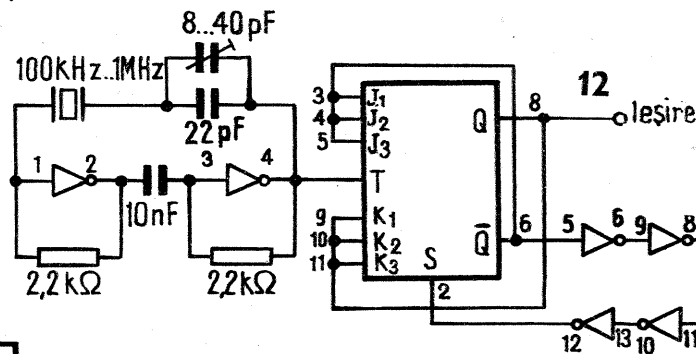 8...40pF
100kHz..1MHz
22pF
12
3 J1 Q 8 Ieşire
4 J2
5 J3
1 2 3 4
10nF
T
9 K1
10 K2 Q̅ 6 5 6 9 8
11 K3 S
2
2,2kΩ 2,2kΩ
12 13 10 11